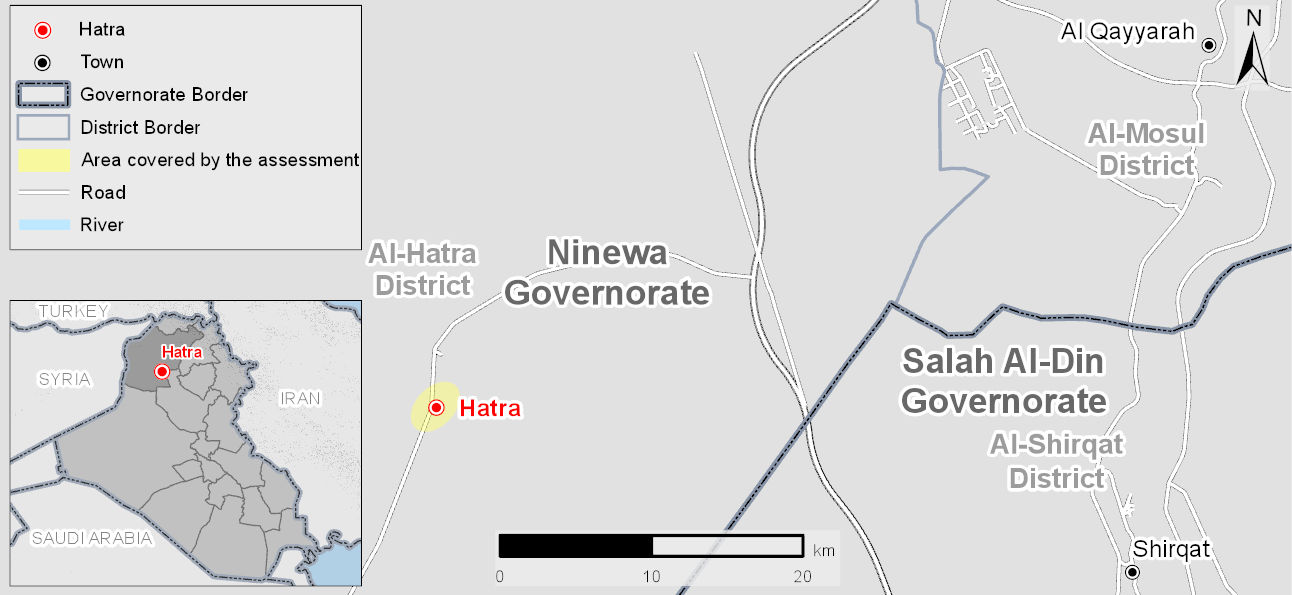 Hatra
Town
Governorate Border
District Border
Area covered by the assessment
Road
River
TURKEY
Hatra
SYRIA
IRAN
SAUDI ARABIA
Al Qayyarah
N
Al-Mosul
District
Al-Hatra
District
Ninewa
Governorate
Salah Al-Din
Governorate
Hatra
Al-Shirqat
District
Shirqat
km
0 10 20